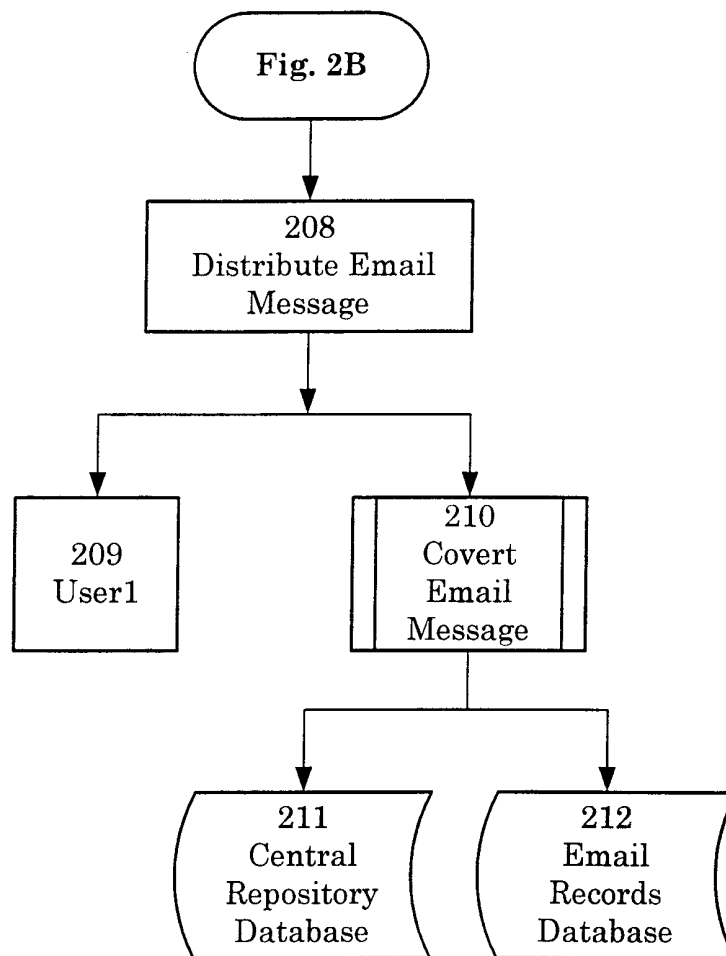 Fig. 2B
208
Distribute Email
Message
209
User1
210
Covert
Email
Message
211
Central
Repository
Database
212
Email
Records
Database